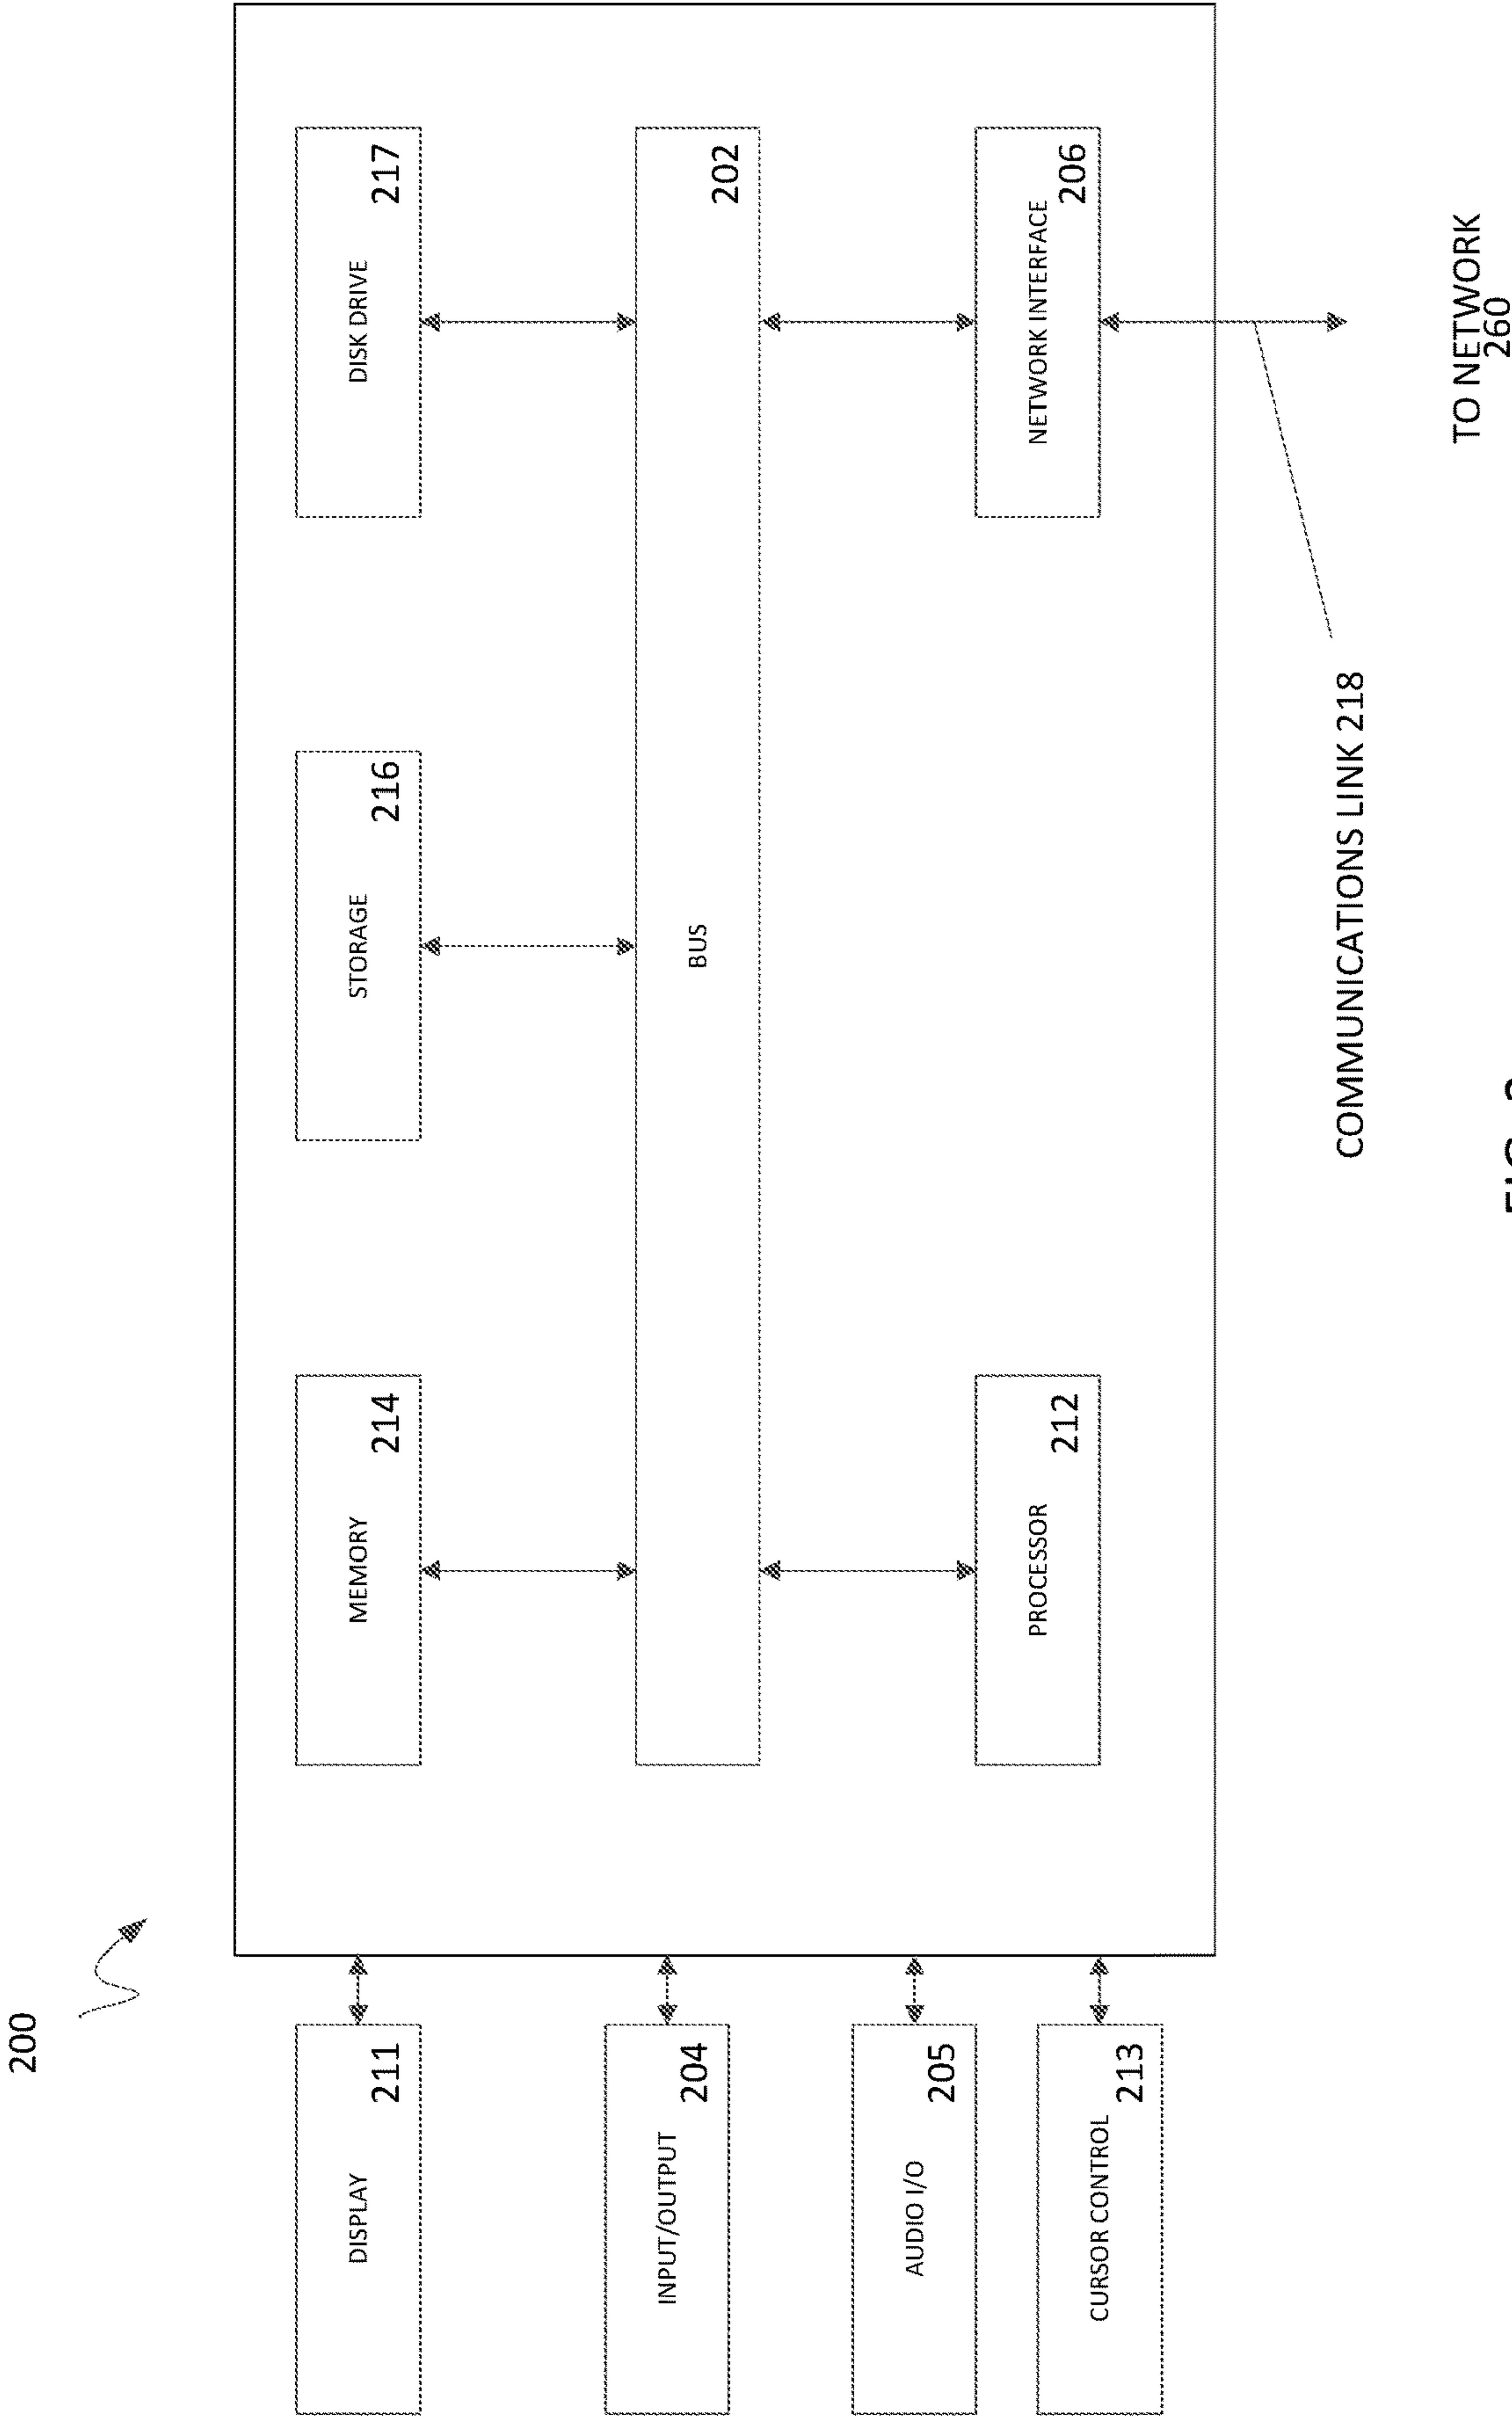 200
DISPLAY
211
INPUT/OUTPUT
204
AUDIO I/O
205
CURSOR CONTROL
213
MEMORY
214
STORAGE
216
DISK DRIVE
217
BUS
202
PROCESSOR
212
NETWORK INTERFACE
206
COMMUNICATIONS LINK 218
TO NETWORK
260